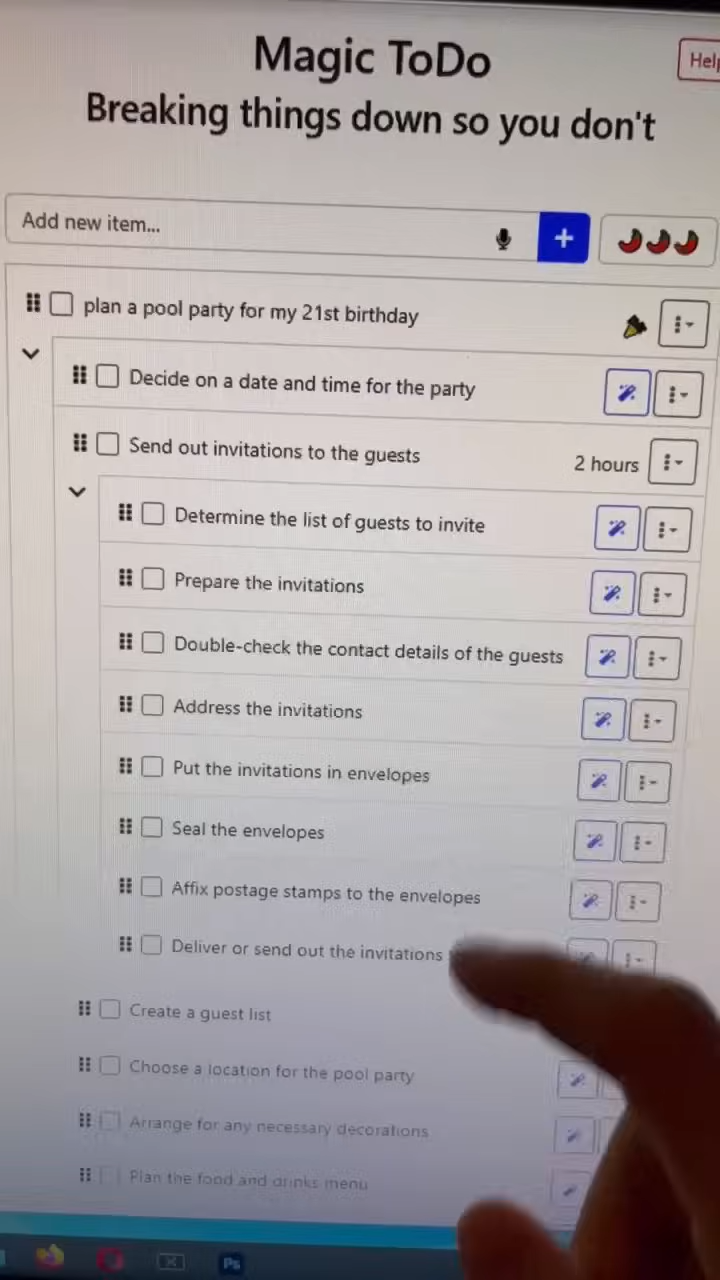 Magic ToDo
Help
Breaking things down so you don't
Add new item...
plan a pool party for my 21st birthday
Decide on a date and time for the party
Send out invitations to the guests
2 hours
Determine the list of guests to invite
Prepare the invitations
Double-check the contact details of the guests
Address the invitations
Put the invitations in envelopes
Seal the envelopes
Affix postage stamps to the envelopes
Deliver or send out the invitations
Create a guest list
Choose a location for the pool party
Arrange for any necessary decorations
Plan the food and drinks menu
Ps